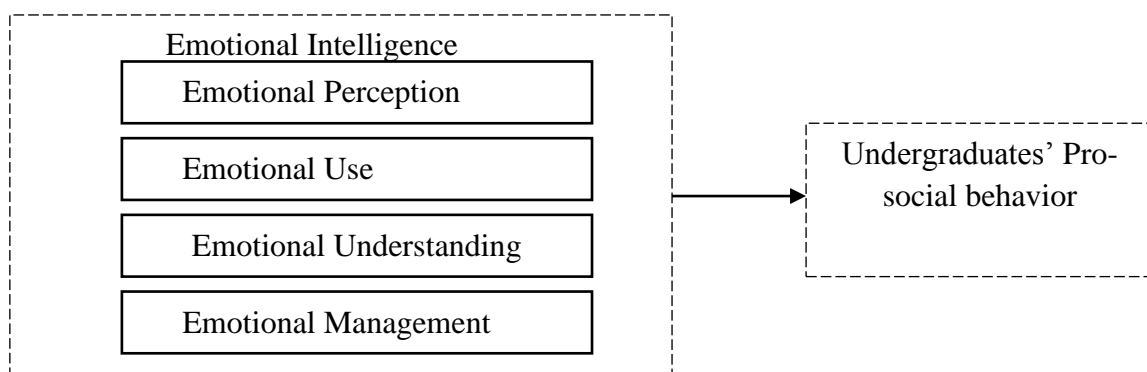 Emotional Intelligence
Emotional Perception
Emotional Use
Emotional Understanding
Emotional Management
Undergraduates’ Pro-
social behavior